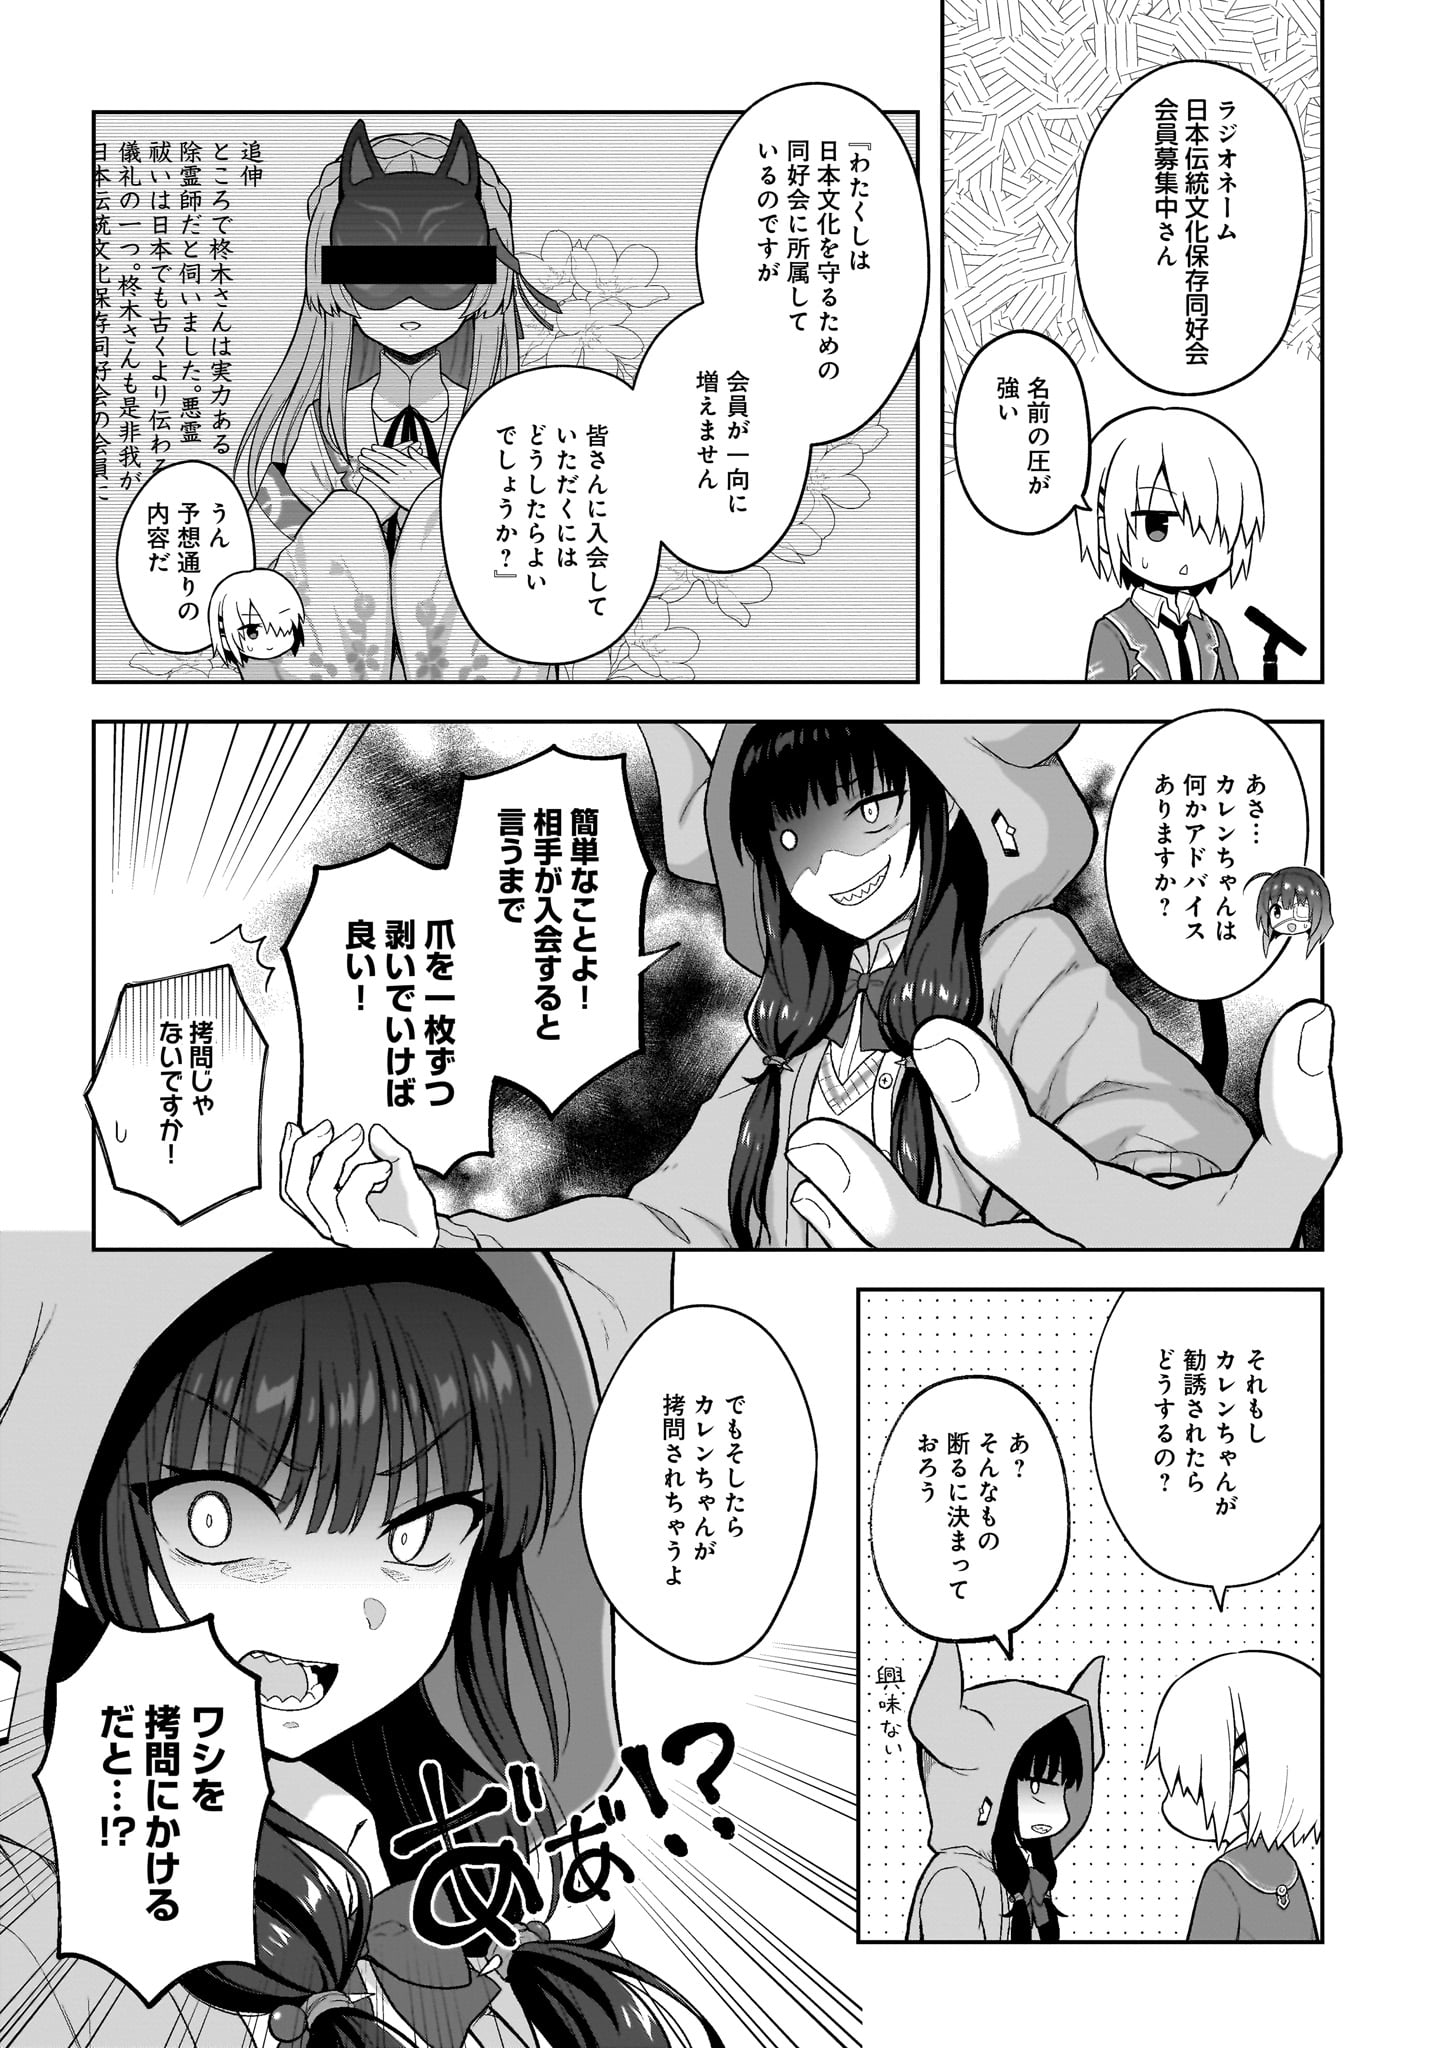 ラジオネーム
日本伝統文化保存同好会
会員募集中さん
名前の圧が
強い
『わたくしは
日本文化を守るための
同好会に所属して
いるのですが
会員が一向に
増えません
皆さんに入会して
いただくには
どうしたらよい
でしょうか？』
追伸
ところで柊木さんは実力ある
除霊師だと伺いました。悪霊
祓いは日本でも古くより伝わる
儀礼の一つ。柊木さんも是非我が
日本伝統文化保存同好会の会員に
うん
予想通りの
内容だ
あさ…
カレンちゃんは
何かアドバイス
ありますか？
簡単なことよ！
相手が入会すると
言うまで
爪を一枚ずつ
剥いでいけば
良い！
拷問じゃ
ないですか！
それもし
カレンちゃんが
勧誘されたら
どうするの？
あ？
そんなもの
断るに決まって
おろう
興味ない
でもそしたら
カレンちゃんが
拷問されちゃうよ
あ゛あ゛！？
ワシを
拷問にかける
だと…！？